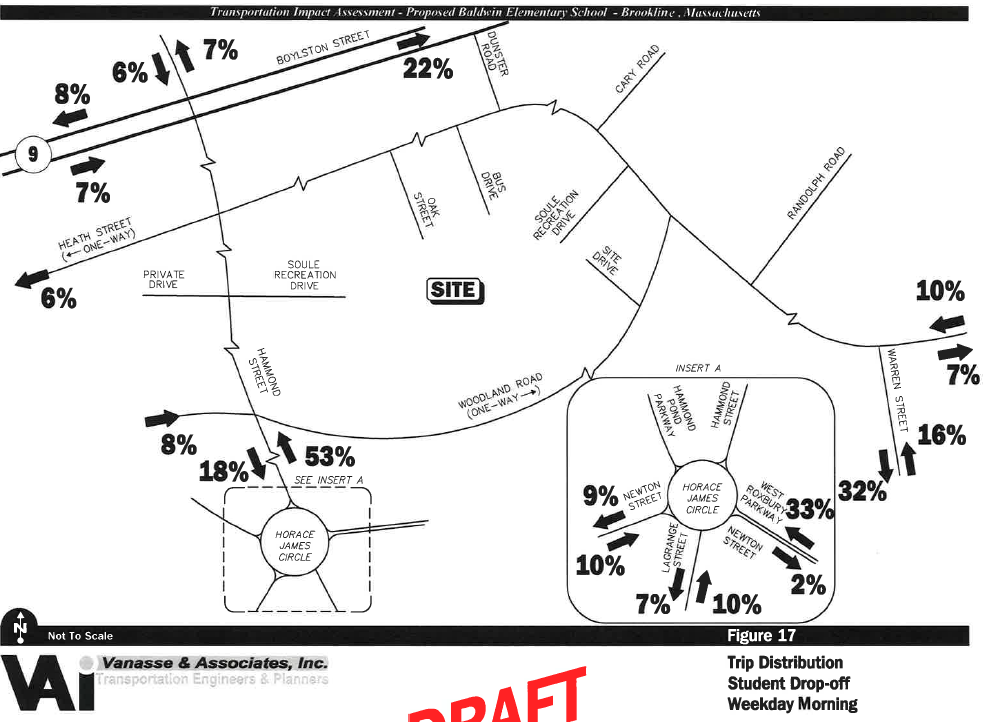 Transportation Impact Assessment - Proposed Baldwin Elementary School - Brookline , Massachusetts
7%
6%
BOYLSTON STREET
22%
DUNSTER
ROAD
CARY ROAD
8%
9
7%
RANDOLPH ROAD
BUS
DRIVE
OAK
STREET
SOULE
RECREATION
DRIVE
HEATH STREET
(← ONE-WAY)
6%
SITE
DRIVE
PRIVATE
DRIVE
SOULE
RECREATION
DRIVE
SITE
10%
7%
HAMMOND
STREET
WOODLAND ROAD
(ONE-WAY →)
WARREN STREET
16%
32%
8%
18%
53%
SEE INSERT A
HORACE
JAMES
CIRCLE
INSERT A
HAMMOND
POND
PARKWAY
HAMMOND
STREET
HORACE
JAMES
CIRCLE
9%
NEWTON
STREET
10%
WEST
ROXBURY
PARKWAY
33%
NEWTON
STREET
2%
LAGRANGE
STREET
7%
10%
N
Not To Scale
Figure 17
VAI
Vanasse & Associates, Inc.
Transportation Engineers & Planners
Trip Distribution
Student Drop-off
Weekday Morning
DRAFT